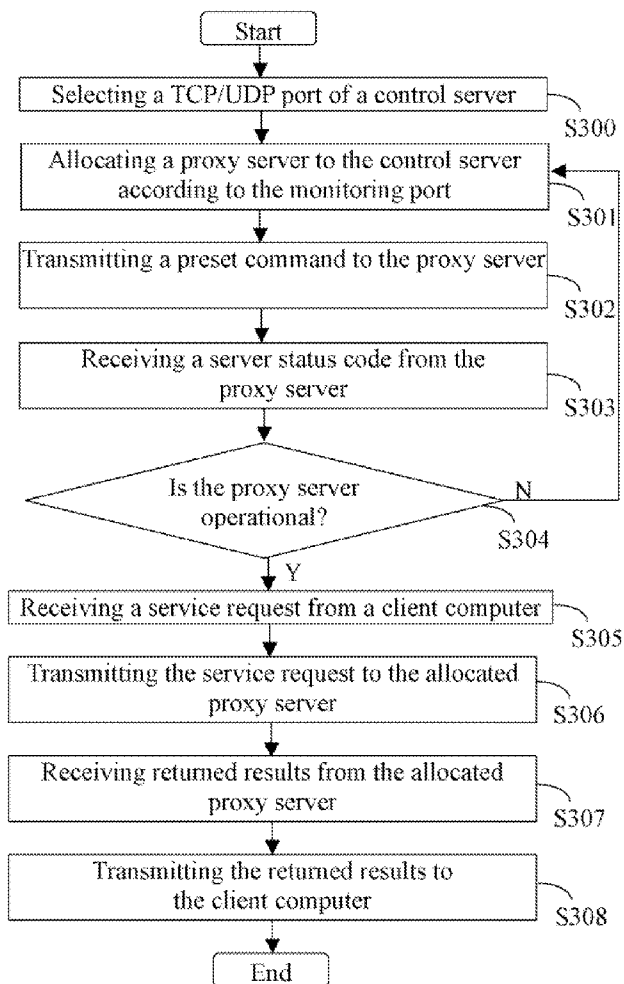 Start
Selecting a TCP/UDP port of a control server
S300
Allocating a proxy server to the control server
according to the monitoring port
S301
Transmitting a preset command to the proxy server
S302
Receiving a server status code from the
proxy server
S303
Is the proxy server
operational?
N
S304
Y
Receiving a service request from a client computer
S305
Transmitting the service request to the allocated
proxy server
S306
Receiving returned results from the allocated
proxy server
S307
Transmitting the returned results to
the client computer
S308
End